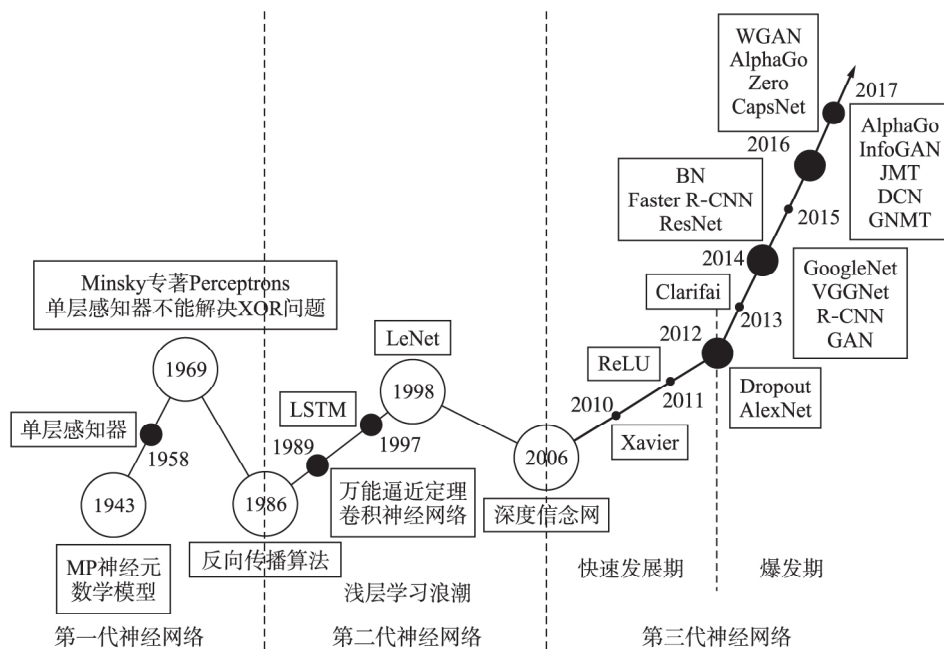 WGAN
AlphaGo
Zero
CapsNet
2017
2016
AlphaGo
InfoGAN
JMT
DCN
GNMT
BN
Faster R-CNN
ResNet
2015
2014
Minsky专著Perceptrons
单层感知器不能解决XOR问题
Clarifai
2013
GoogleNet
VGGNet
R-CNN
GAN
LeNet
2012
1969
ReLU
2011
1998
Dropout
AlexNet
单层感知器
1958
LSTM
1989
1997
2010
Xavier
2006
1943
1986
万能逼近定理
卷积神经网络
深度信念网
MP神经元
数学模型
反向传播算法
浅层学习浪潮
快速发展期
爆发期
第一代神经网络
第二代神经网络
第三代神经网络